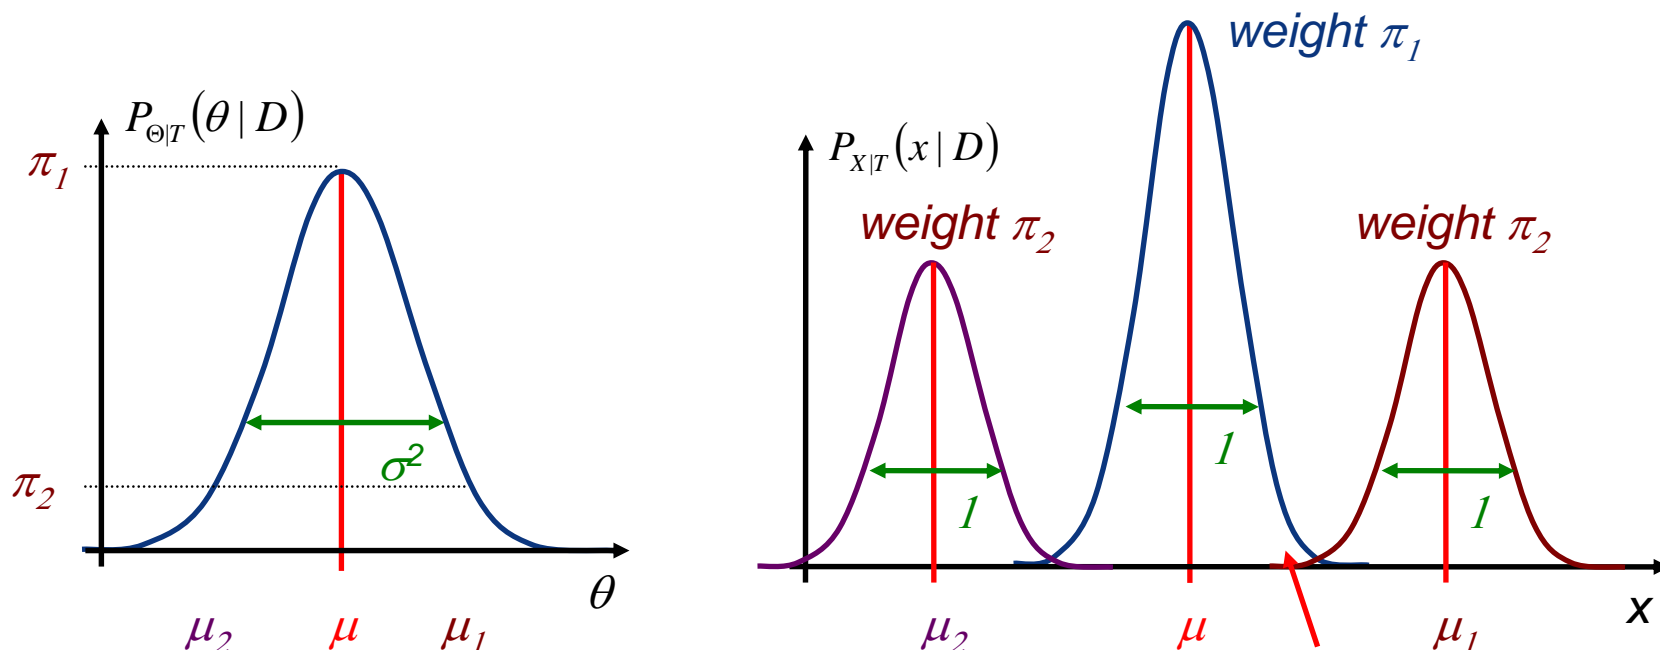 weight π₁
P_{Θ|T}(θ | D)
P_{X|T}(x | D)
π₁
weight π₂
weight π₂
σ²
1
π₂
1
1
θ
x
μ₂
μ
μ₁
μ₂
μ
μ₁